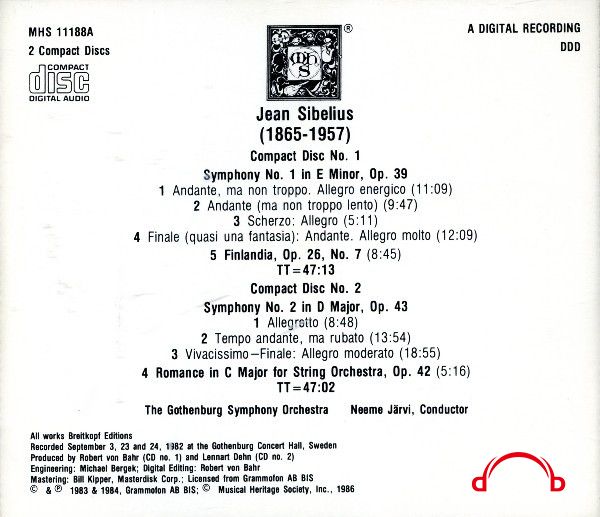 MHS 11188A
2 Compact Discs
COMPACT
disc
DIGITAL AUDIO
®
A DIGITAL RECORDING
DDD
Jean Sibelius
(1865-1957)
Compact Disc No. 1
Symphony No. 1 in E Minor, Op. 39
1 Andante, ma non troppo. Allegro energico (11:09)
2 Andante (ma non troppo lento) (9:47)
3 Scherzo: Allegro (5:11)
4 Finale (quasi una fantasia): Andante. Allegro molto (12:09)
5 Finlandia, Op. 26, No. 7 (8:45)
TT=47:13
Compact Disc No. 2
Symphony No. 2 in D Major, Op. 43
1 Allegrotto (8:48)
2 Tempo andante, ma rubato (13:54)
3 Vivacissimo–Finale: Allegro moderato (18:55)
4 Romance in C Major for String Orchestra, Op. 42 (5:16)
TT=47:02
The Gothenburg Symphony Orchestra Neeme Järvi, Conductor
All works Breitkopf Editions
Recorded September 3, 23 and 24, 1982 at the Gothenburg Concert Hall, Sweden
Produced by Robert von Bahr (CD no. 1) and Lennart Dehn (CD no. 2)
Engineering: Michael Bergek; Digital Editing: Robert von Bahr
Mastering: Bill Kipper, Masterdisk Corp.; Licensed from Grammofon AB BIS
© & ℗ 1983 & 1984, Grammofon AB BIS; © Musical Heritage Society, Inc., 1986